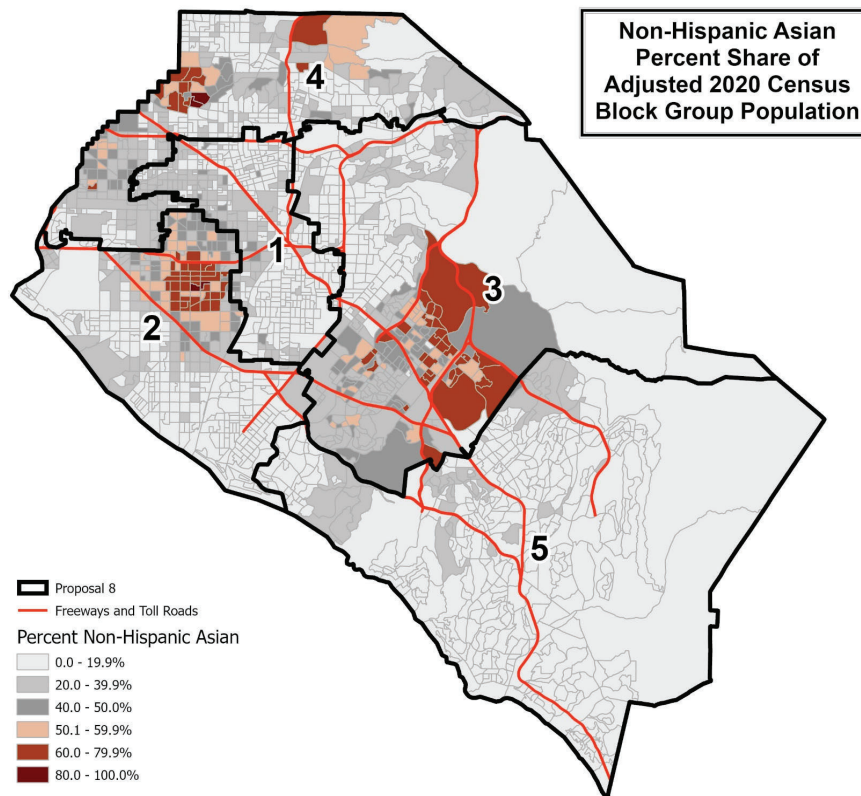 Non-Hispanic Asian
Percent Share of
Adjusted 2020 Census
Block Group Population
4
1
3
2
5
Proposal 8
Freeways and Toll Roads
Percent Non-Hispanic Asian
0.0 - 19.9%
20.0 - 39.9%
40.0 - 50.0%
50.1 - 59.9%
60.0 - 79.9%
80.0 - 100.0%